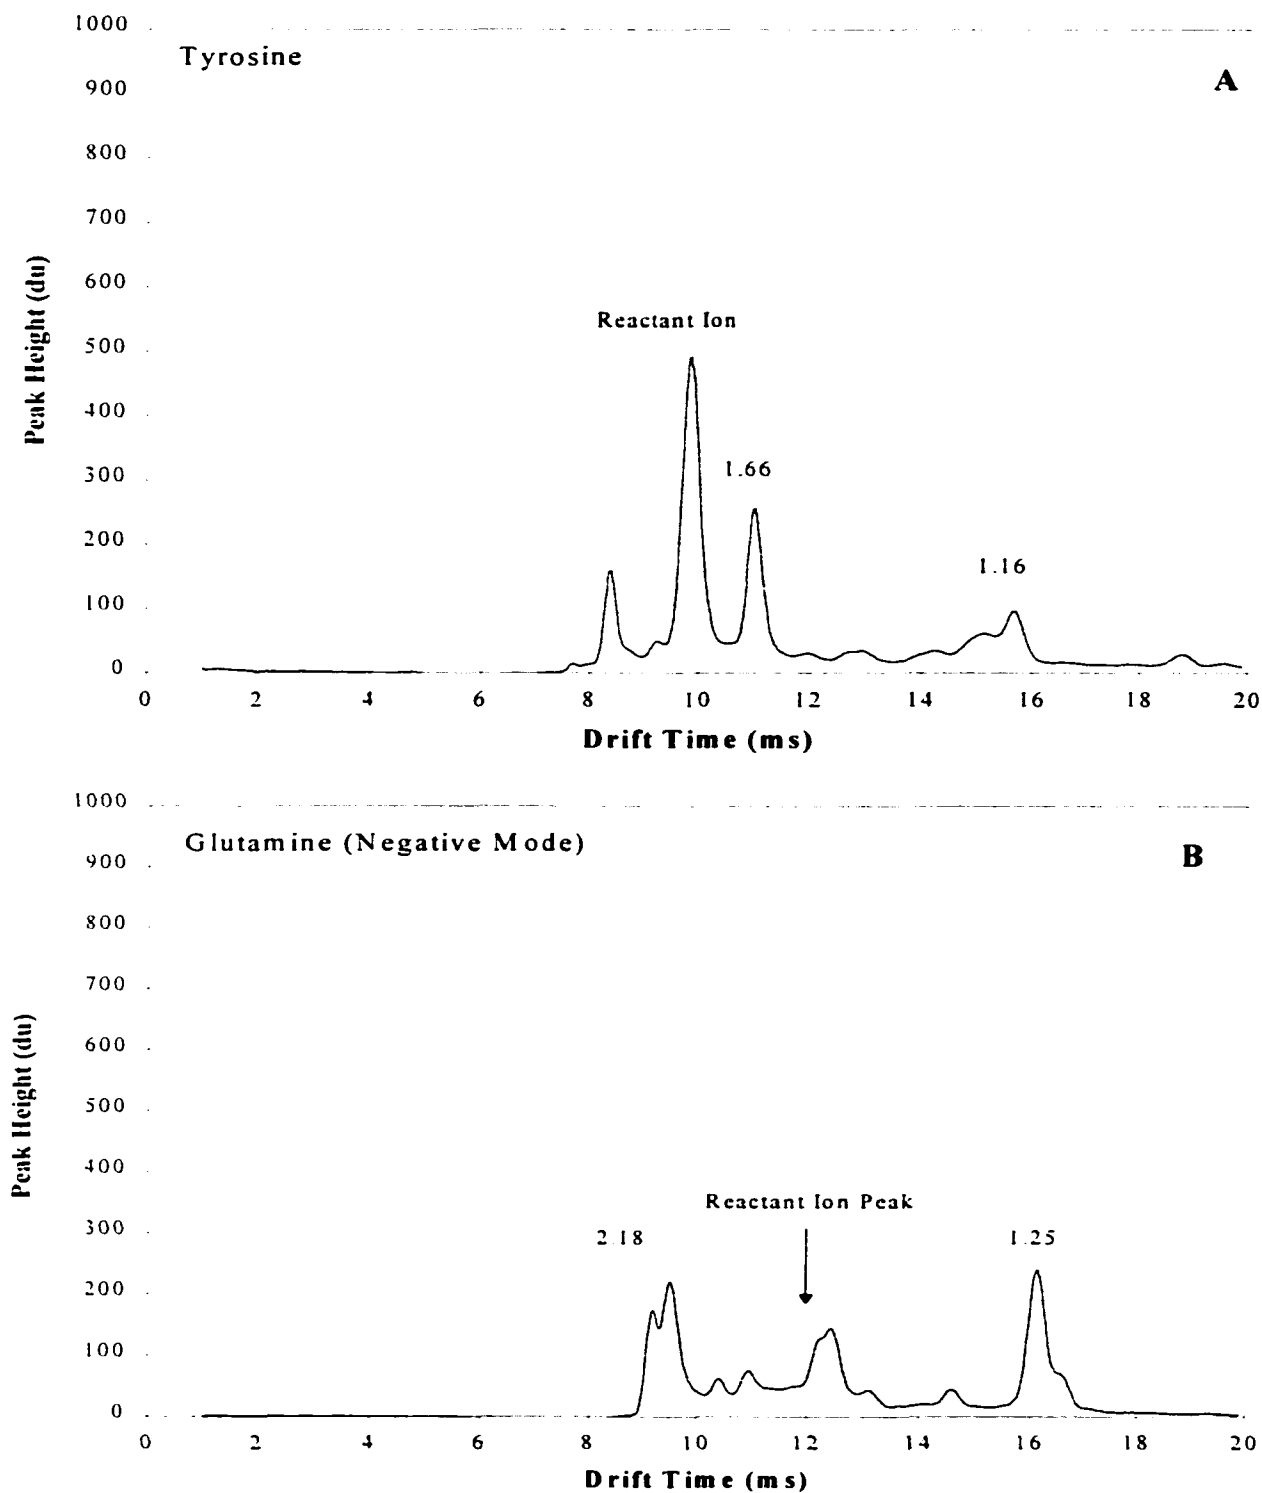 1000
Tyrosine
A
900
800
700
600
Reactant Ion
500
400
1.66
300
200
1.16
100
0
0 2 4 6 8 10 12 14 16 18 20
Drift Time (ms)
Peak Height (du)
1000
Glutamine (Negative Mode)
B
900
800
700
600
500
400
Reactant Ion Peak
300
2.18
1.25
200
100
0
0 2 4 6 8 10 12 14 16 18 20
Drift Time (ms)
Peak Height (du)